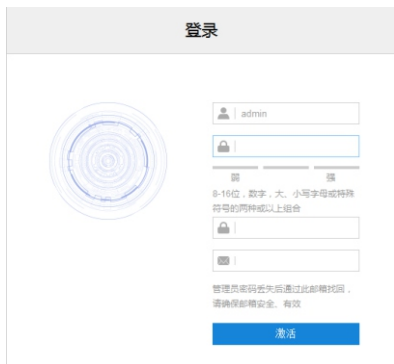 登录
admin
弱 强
8-16位，数字，大、小写字母或特殊
符号的两种或以上组合
管理员密码丢失后通过此邮箱找回，
请确保邮箱安全、有效
激活